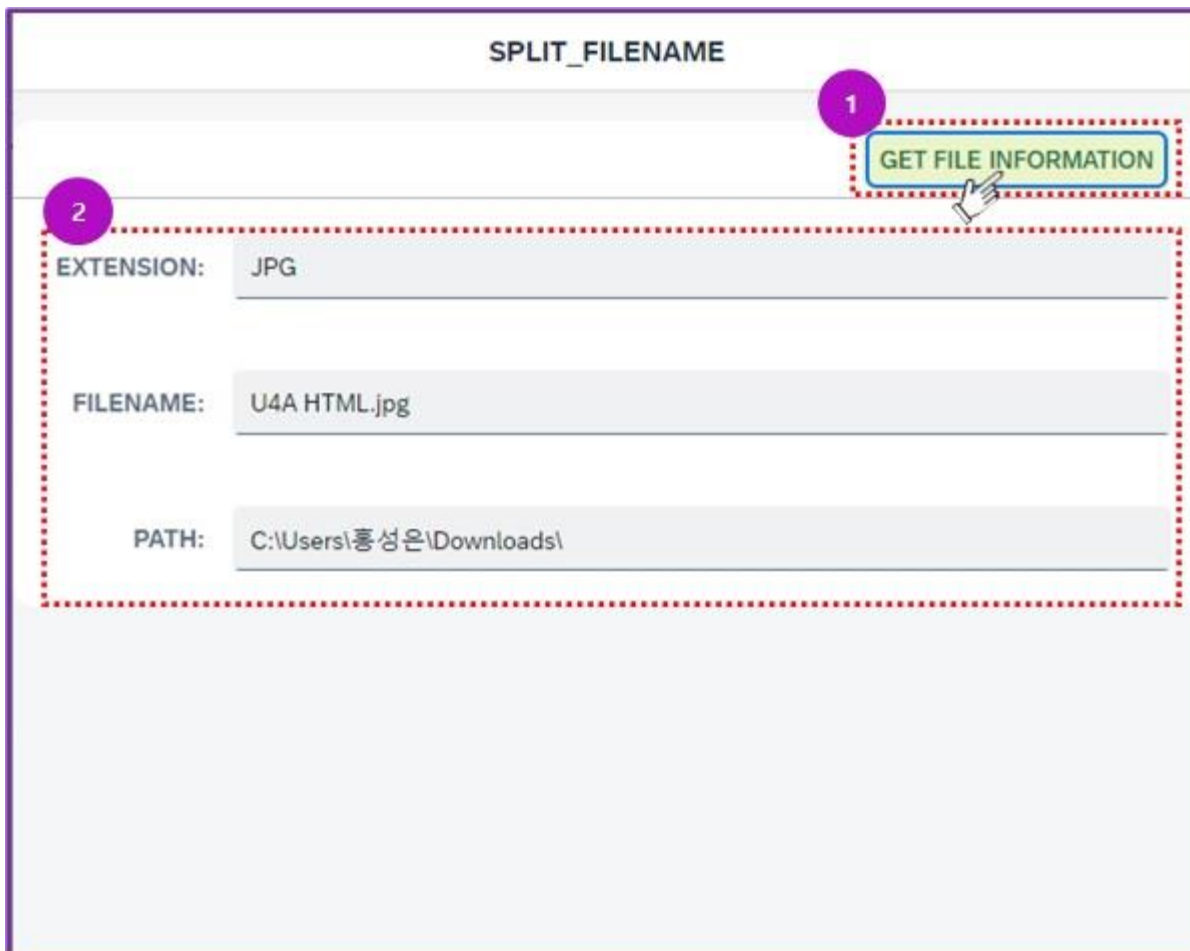 SPLIT_FILENAME
1
GET FILE INFORMATION
2
EXTENSION: JPG
FILENAME: U4A HTML.jpg
PATH: C:\Users\홍성은\Downloads\